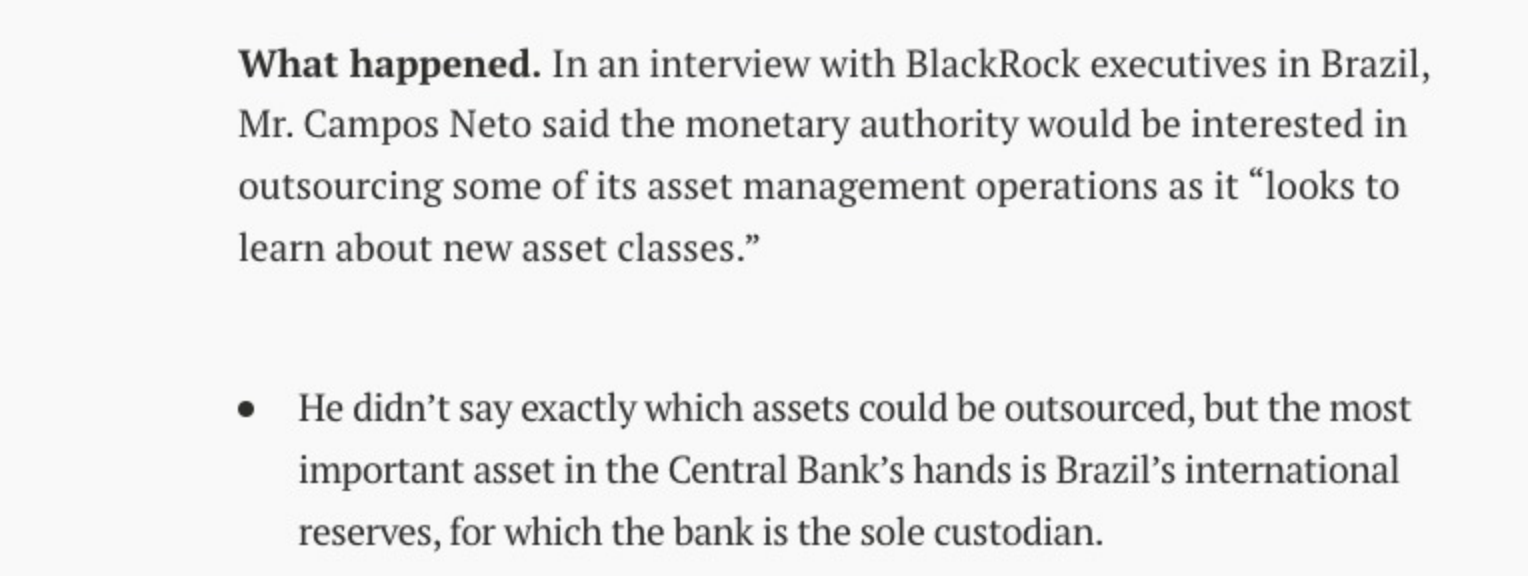 What happened. In an interview with BlackRock executives in Brazil,
Mr. Campos Neto said the monetary authority would be interested in
outsourcing some of its asset management operations as it “looks to
learn about new asset classes.”
• He didn’t say exactly which assets could be outsourced, but the most
important asset in the Central Bank’s hands is Brazil’s international
reserves, for which the bank is the sole custodian.